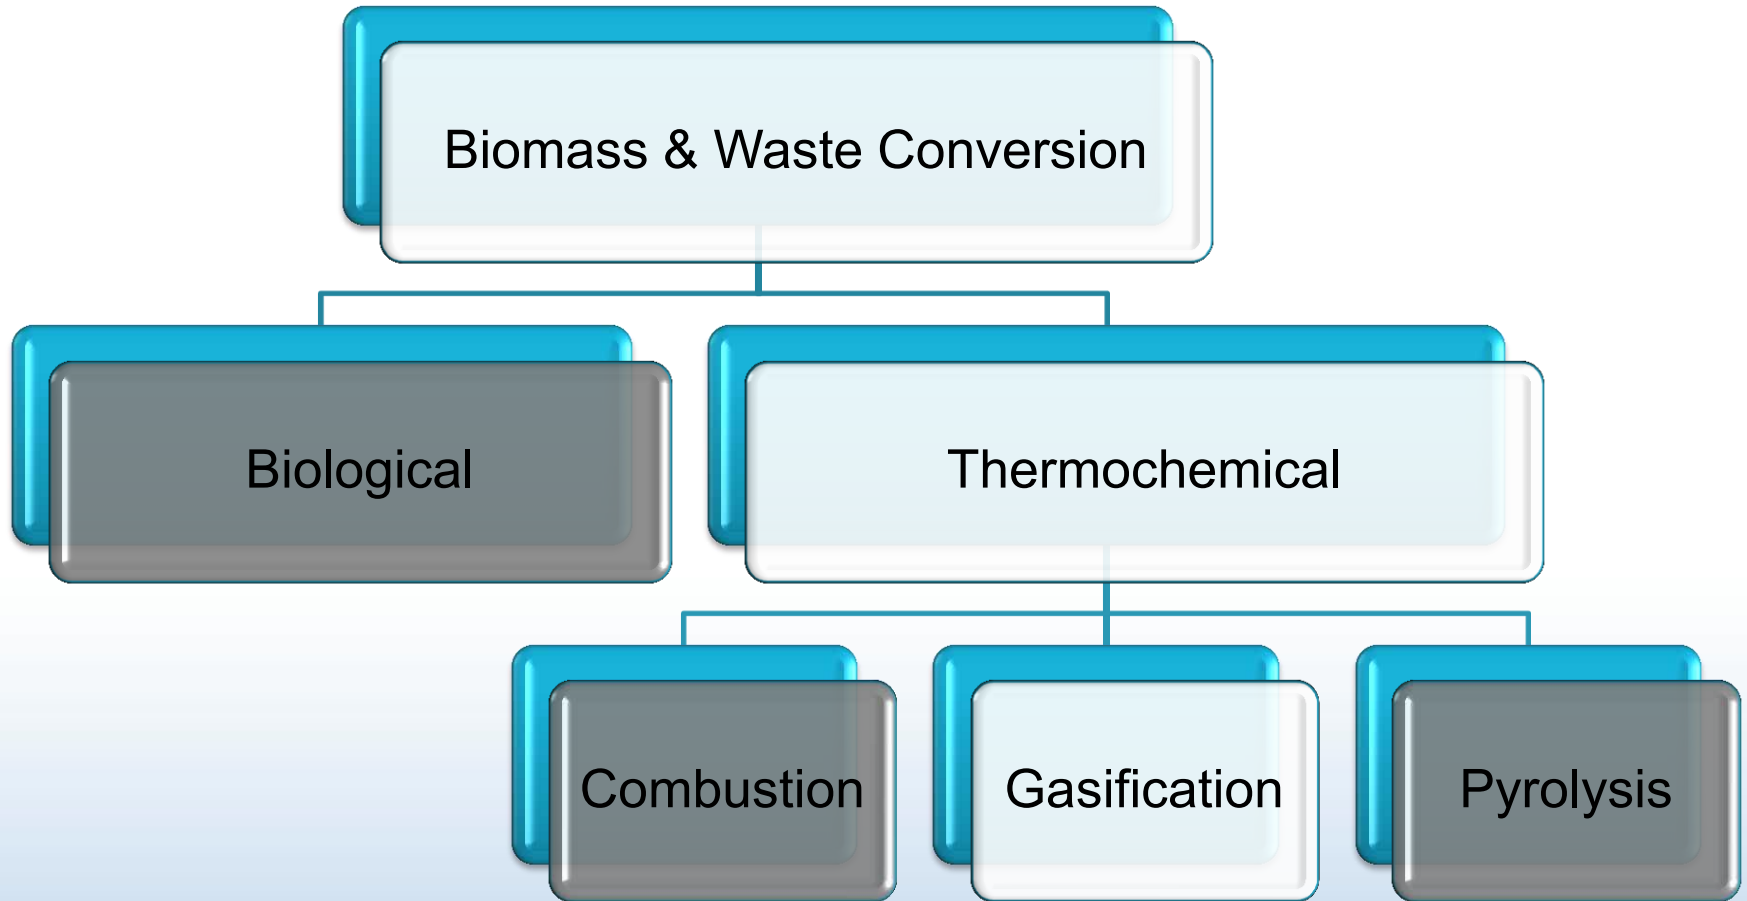 Biomass & Waste Conversion
Biological
Thermochemical
Combustion
Gasification
Pyrolysis